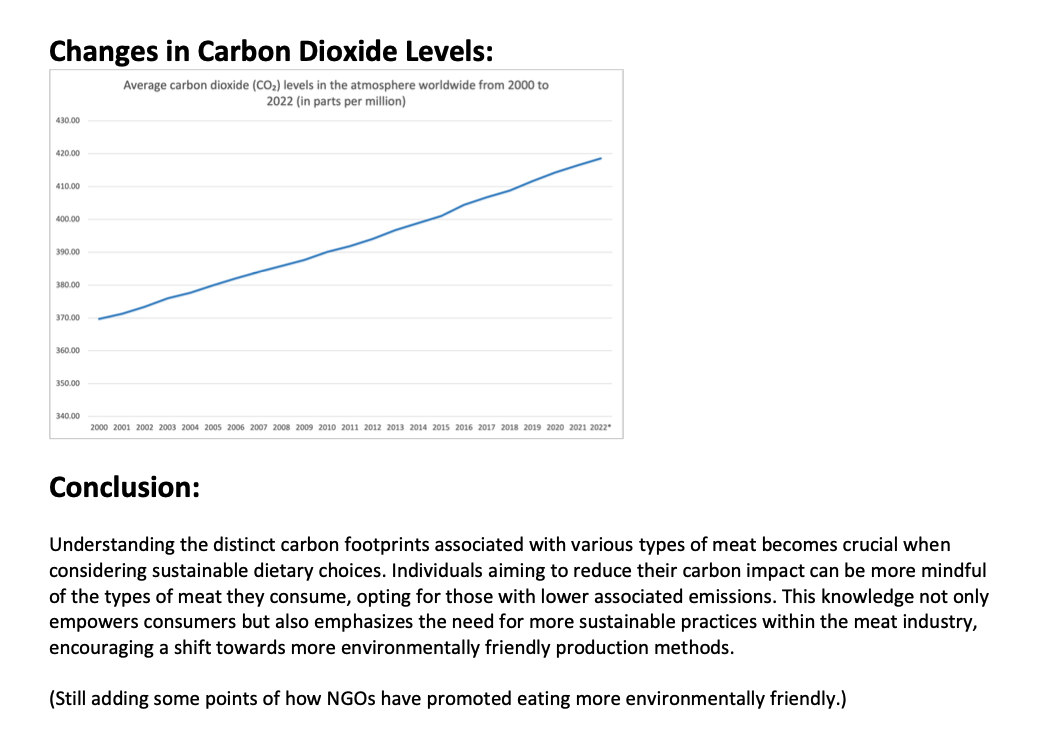 Changes in Carbon Dioxide Levels:
Average carbon dioxide (CO₂) levels in the atmosphere worldwide from 2000 to
2022 (in parts per million)
430.00
420.00
410.00
400.00
390.00
380.00
370.00
360.00
350.00
340.00
2000 2001 2002 2003 2004 2005 2006 2007 2008 2009 2010 2011 2012 2013 2014 2015 2016 2017 2018 2019 2020 2021 2022*
Conclusion:
Understanding the distinct carbon footprints associated with various types of meat becomes crucial when
considering sustainable dietary choices. Individuals aiming to reduce their carbon impact can be more mindful
of the types of meat they consume, opting for those with lower associated emissions. This knowledge not only
empowers consumers but also emphasizes the need for more sustainable practices within the meat industry,
encouraging a shift towards more environmentally friendly production methods.
(Still adding some points of how NGOs have promoted eating more environmentally friendly.)